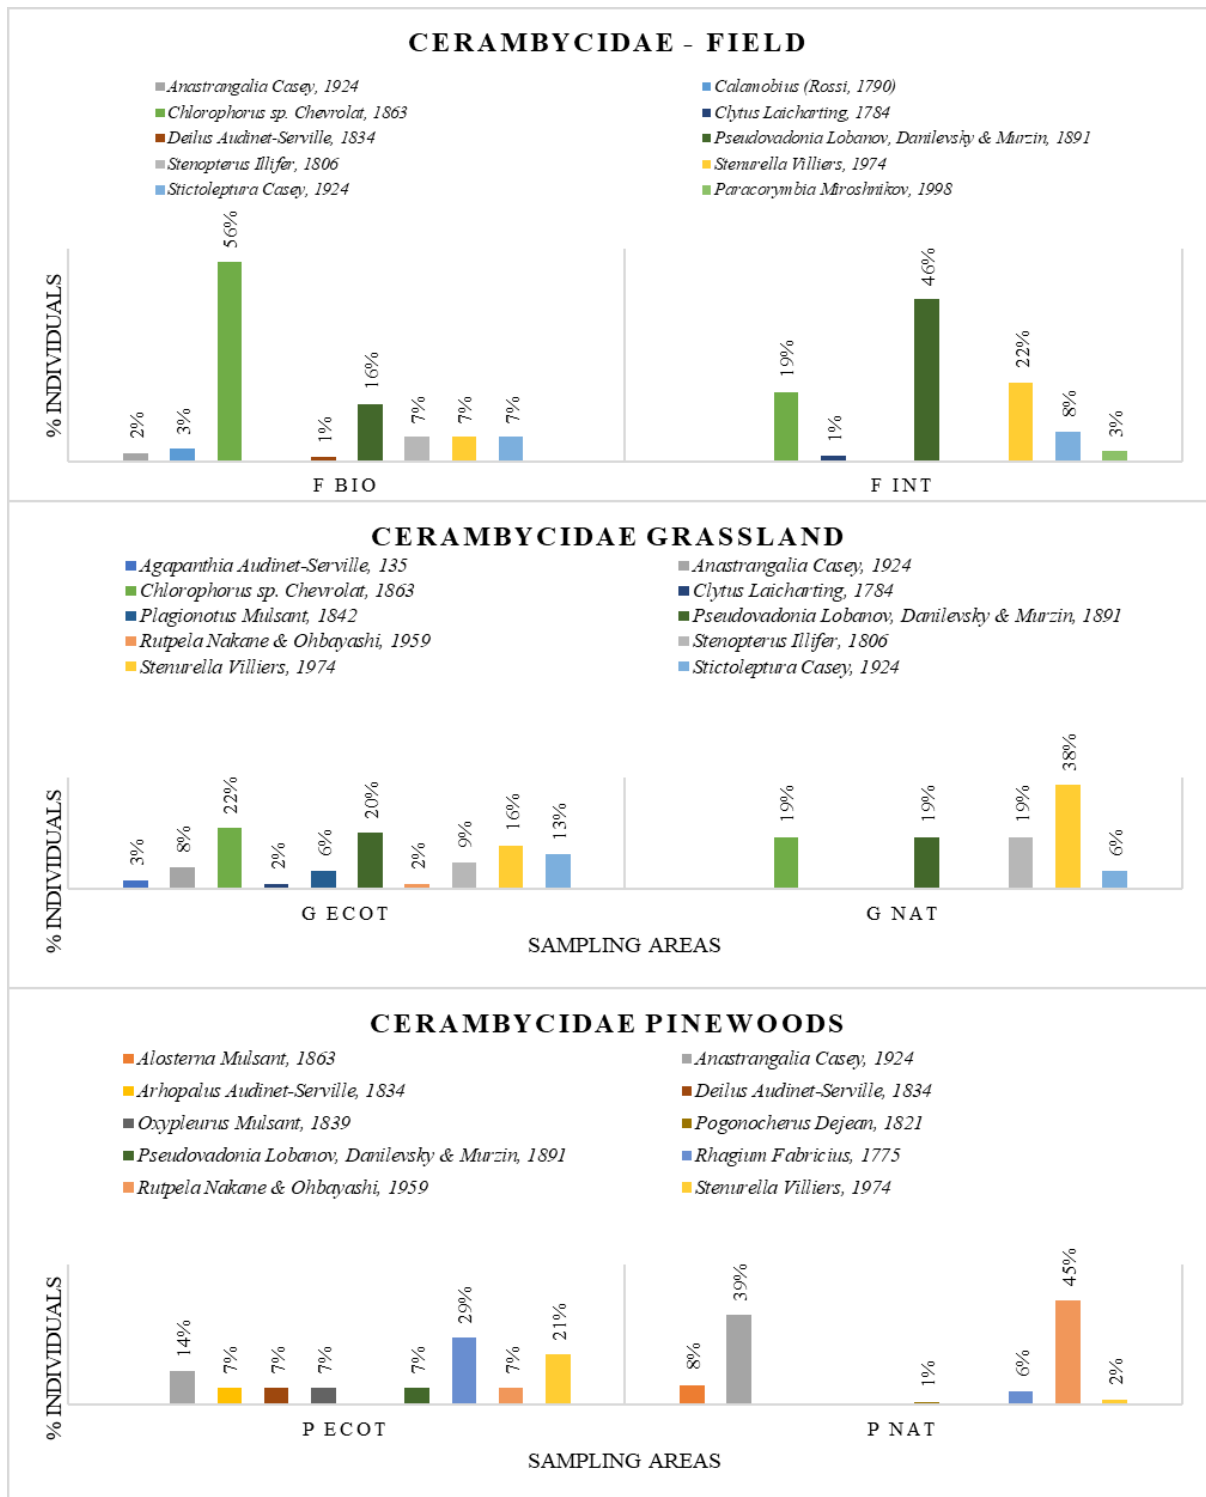 CERAMBYCIDAE - FIELD
Anastrangalia Casey, 1924
Calamobius (Rossi, 1790)
Chlorophorus sp. Chevrolat, 1863
Clytus Laicharting, 1784
Deilus Audinet-Serville, 1834
Pseudovadonia Lobanov, Danilevsky & Murzin, 1891
Stenopterus Illifer, 1806
Stenurella Villiers, 1974
Stictoleptura Casey, 1924
Paracorymbia Miroshnikov, 1998
% INDIVIDUALS
2%
3%
56%
1%
16%
7%
7%
7%
19%
1%
46%
22%
8%
3%
F BIO
F INT
CERAMBYCIDAE GRASSLAND
Agapanthia Audinet-Serville, 135
Anastrangalia Casey, 1924
Chlorophorus sp. Chevrolat, 1863
Clytus Laicharting, 1784
Plagionotus Mulsant, 1842
Pseudovadonia Lobanov, Danilevsky & Murzin, 1891
Rutpela Nakane & Ohbayashi, 1959
Stenopterus Illifer, 1806
Stenurella Villiers, 1974
Stictoleptura Casey, 1924
% INDIVIDUALS
3%
8%
22%
2%
6%
20%
2%
9%
16%
13%
19%
19%
19%
38%
6%
G ECOT
G NAT
SAMPLING AREAS
CERAMBYCIDAE PINEWOODS
Alosterna Mulsant, 1863
Anastrangalia Casey, 1924
Arhopalus Audinet-Serville, 1834
Deilus Audinet-Serville, 1834
Oxypleurus Mulsant, 1839
Pogonocherus Dejean, 1821
Pseudovadonia Lobanov, Danilevsky & Murzin, 1891
Rhagium Fabricius, 1775
Rutpela Nakane & Ohbayashi, 1959
Stenurella Villiers, 1974
% INDIVIDUALS
14%
7%
7%
7%
7%
29%
7%
21%
8%
39%
1%
6%
45%
2%
P ECOT
P NAT
SAMPLING AREAS